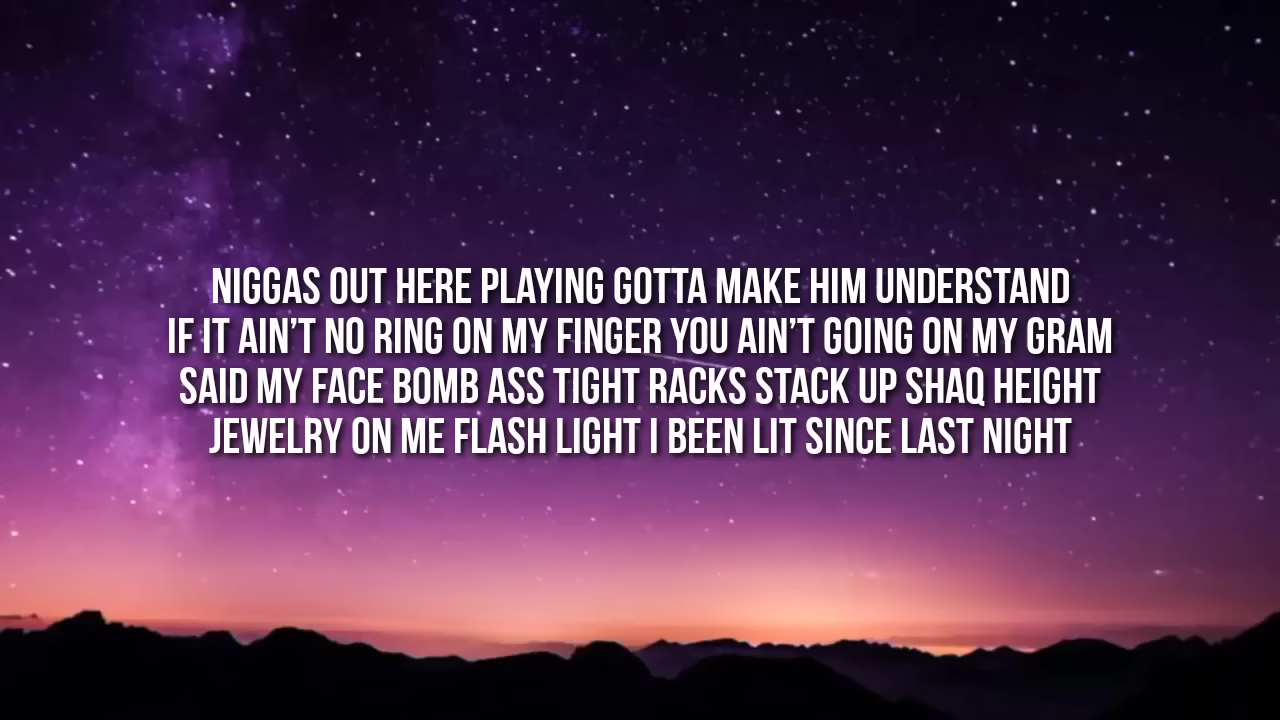 NIGGAS OUT HERE PLAYING GOTTA MAKE HIM UNDERSTAND
IF IT AIN'T NO RING ON MY FINGER YOU AIN'T GOING ON MY GRAM
SAID MY FACE BOMB ASS TIGHT RACKS STACK UP SHAQ HEIGHT
JEWELRY ON ME FLASH LIGHT I BEEN LIT SINCE LAST NIGHT